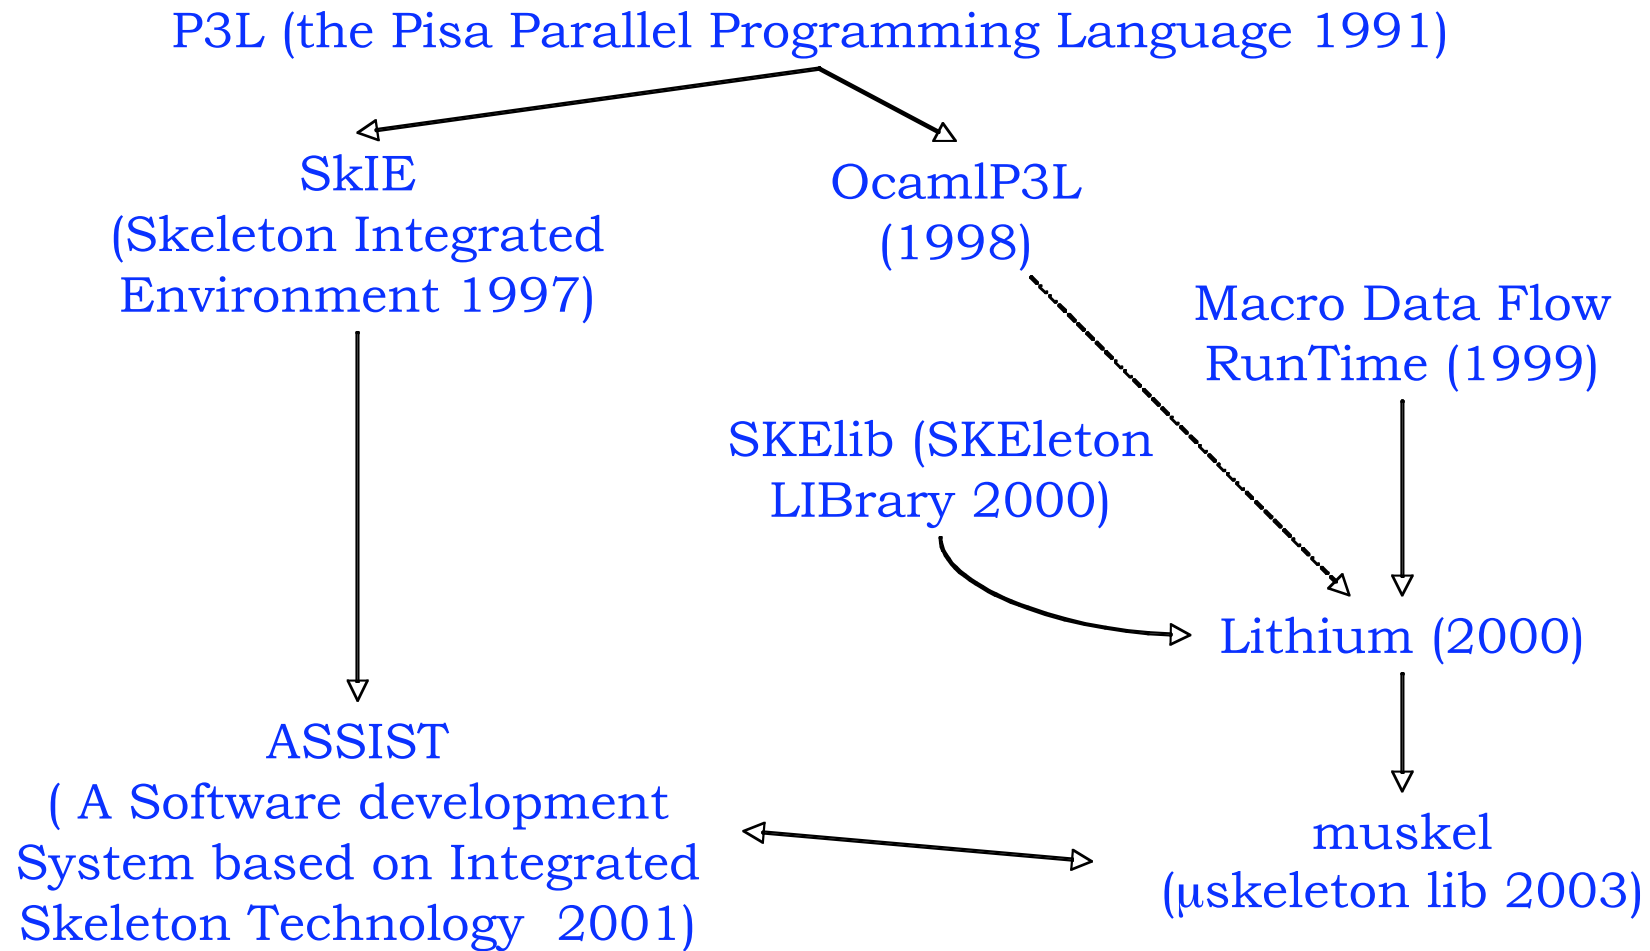 P3L (the Pisa Parallel Programming Language 1991)
SkIE
(Skeleton Integrated
Environment 1997)
OcamlP3L
(1998)
Macro Data Flow
RunTime (1999)
SKElib (SKEleton
LIBrary 2000)
Lithium (2000)
ASSIST
( A Software development
System based on Integrated
Skeleton Technology  2001)
muskel
(μskeleton lib 2003)